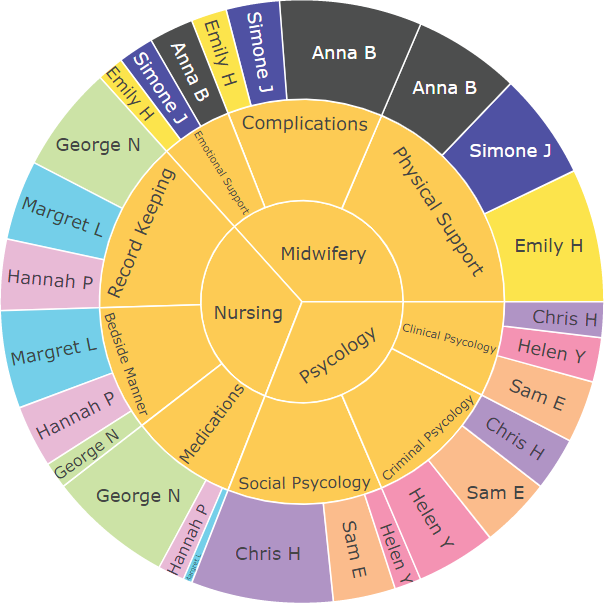 Midwifery
Nursing
Psycology
Physical Support
Complications
Emotional Support
Record Keeping
Bedside Manner
Medications
Social Psycology
Criminal Psycology
Clinical Psycology
Emily H
Simone J
Anna B
Anna B
Simone J
Emily H
Anna B
Simone J
Emily H
George N
Margret L
Hannah P
Margret L
Hannah P
George N
George N
Hannah P
Margret L
Chris H
Sam E
Helen Y
Helen Y
Sam E
Chris H
Sam E
Helen Y
Chris H